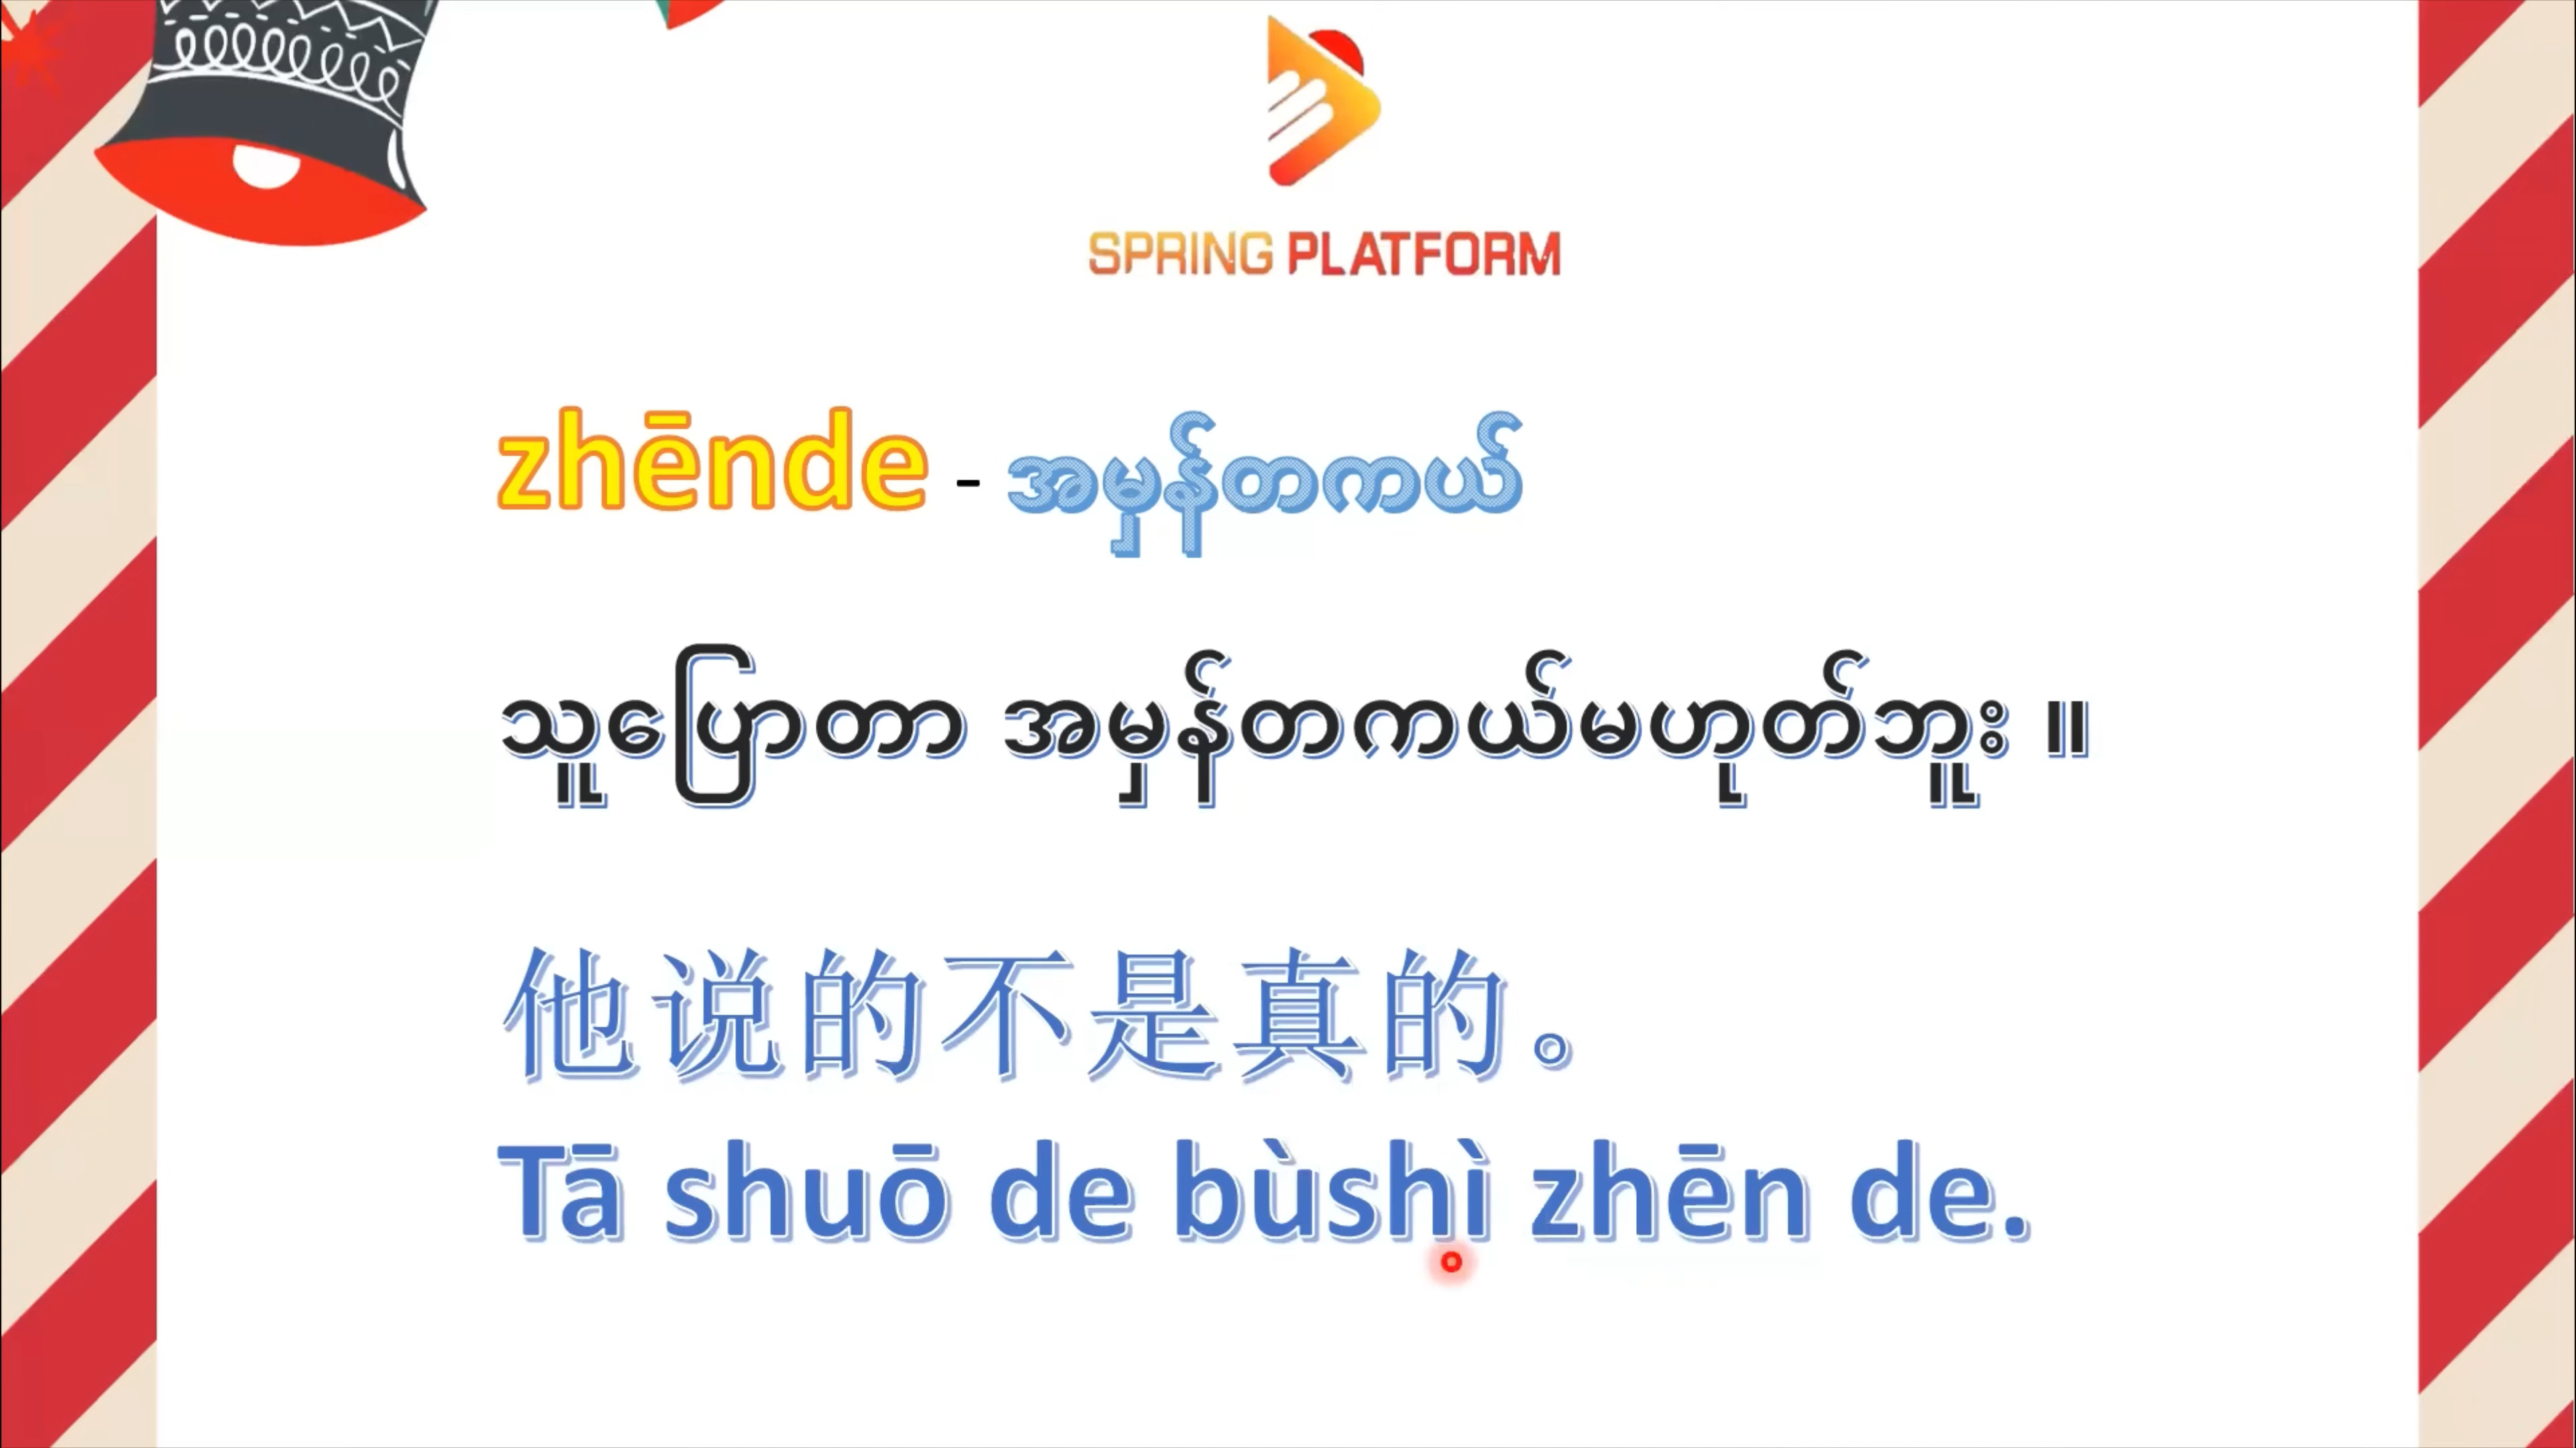 SPRING PLATFORM
zhēnde - အမှန်တကယ်
သူပြောတာ အမှန်တကယ်မဟုတ်ဘူး ။
他说的不是真的。
Tā shuō de bùshì zhēn de.